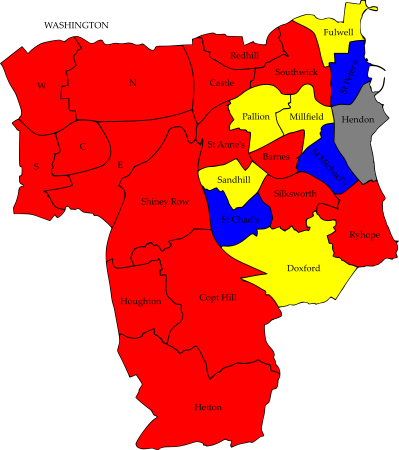 WASHINGTON
Fulwell
Redhill
Southwick
St Peter's
W
N
Castle
Pallion
Millfield
Hendon
S
C
E
St Anne's
Barnes
St Michael's
Sandhill
Silksworth
Shiney Row
St Chad's
Ryhope
Doxford
Houghton
Copt Hill
Hetton